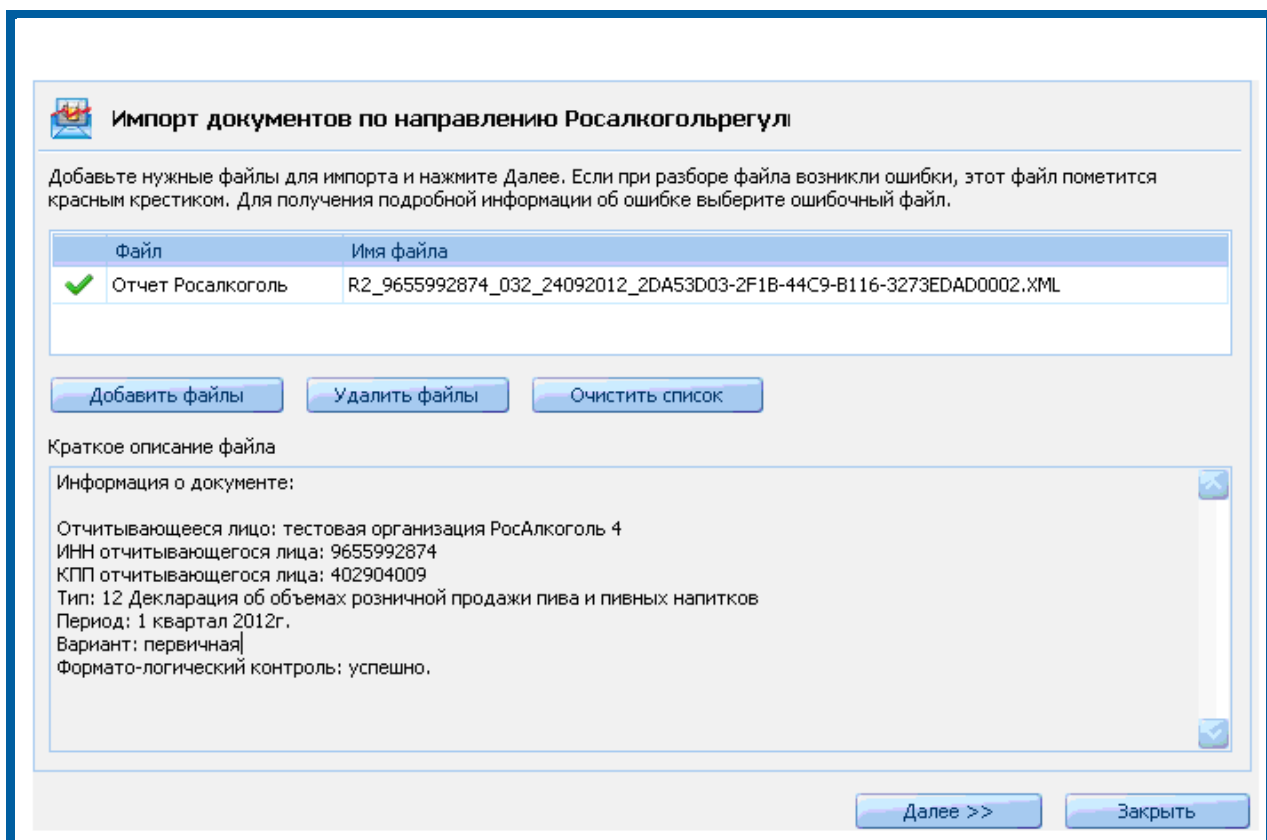 Импорт документов по направлению Росалкогольрегул
Добавьте нужные файлы для импорта и нажмите Далее. Если при разборе файла возникли ошибки, этот файл пометится
красным крестиком. Для получения подробной информации об ошибке выберите ошибочный файл.
Файл Имя файла
Отчет Росалкоголь R2_9655992874_032_24092012_2DA53D03-2F1B-44C9-B116-3273EDAD0002.XML
Добавить файлы Удалить файлы Очистить список
Краткое описание файла
Информация о документе:
Отчитывающееся лицо: тестовая организация РосАлкоголь 4
ИНН отчитывающегося лица: 9655992874
КПП отчитывающегося лица: 402904009
Тип: 12 Декларация об объемах розничной продажи пива и пивных напитков
Период: 1 квартал 2012г.
Вариант: первичная
Формато-логический контроль: успешно.
Далее >> Закрыть